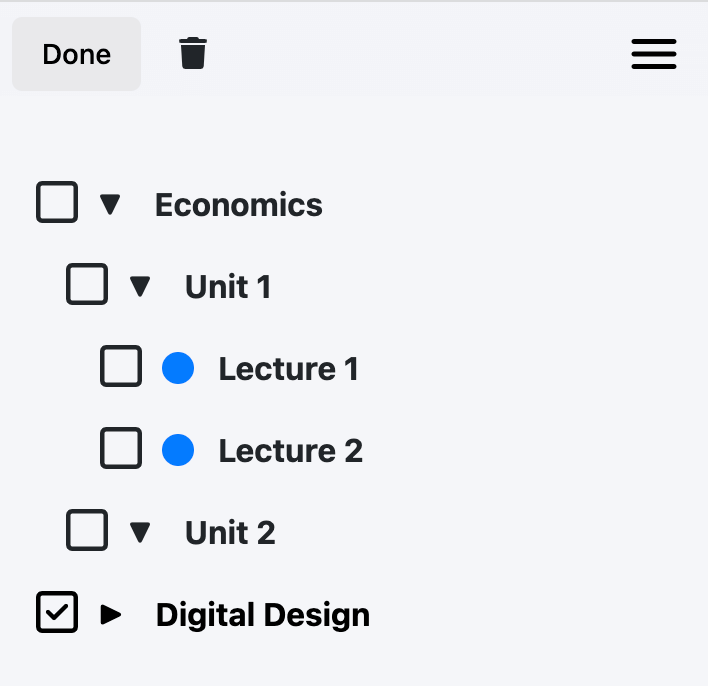 Done
Economics
Unit 1
Lecture 1
Lecture 2
Unit 2
Digital Design